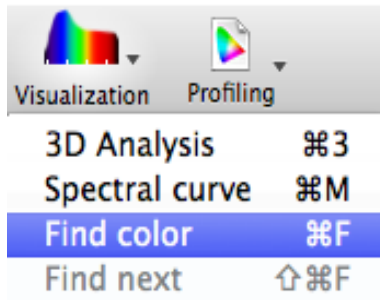 Visualization Profiling
3D Analysis ⌘3
Spectral curve ⌘M
Find color ⌘F
Find next ⇧⌘F